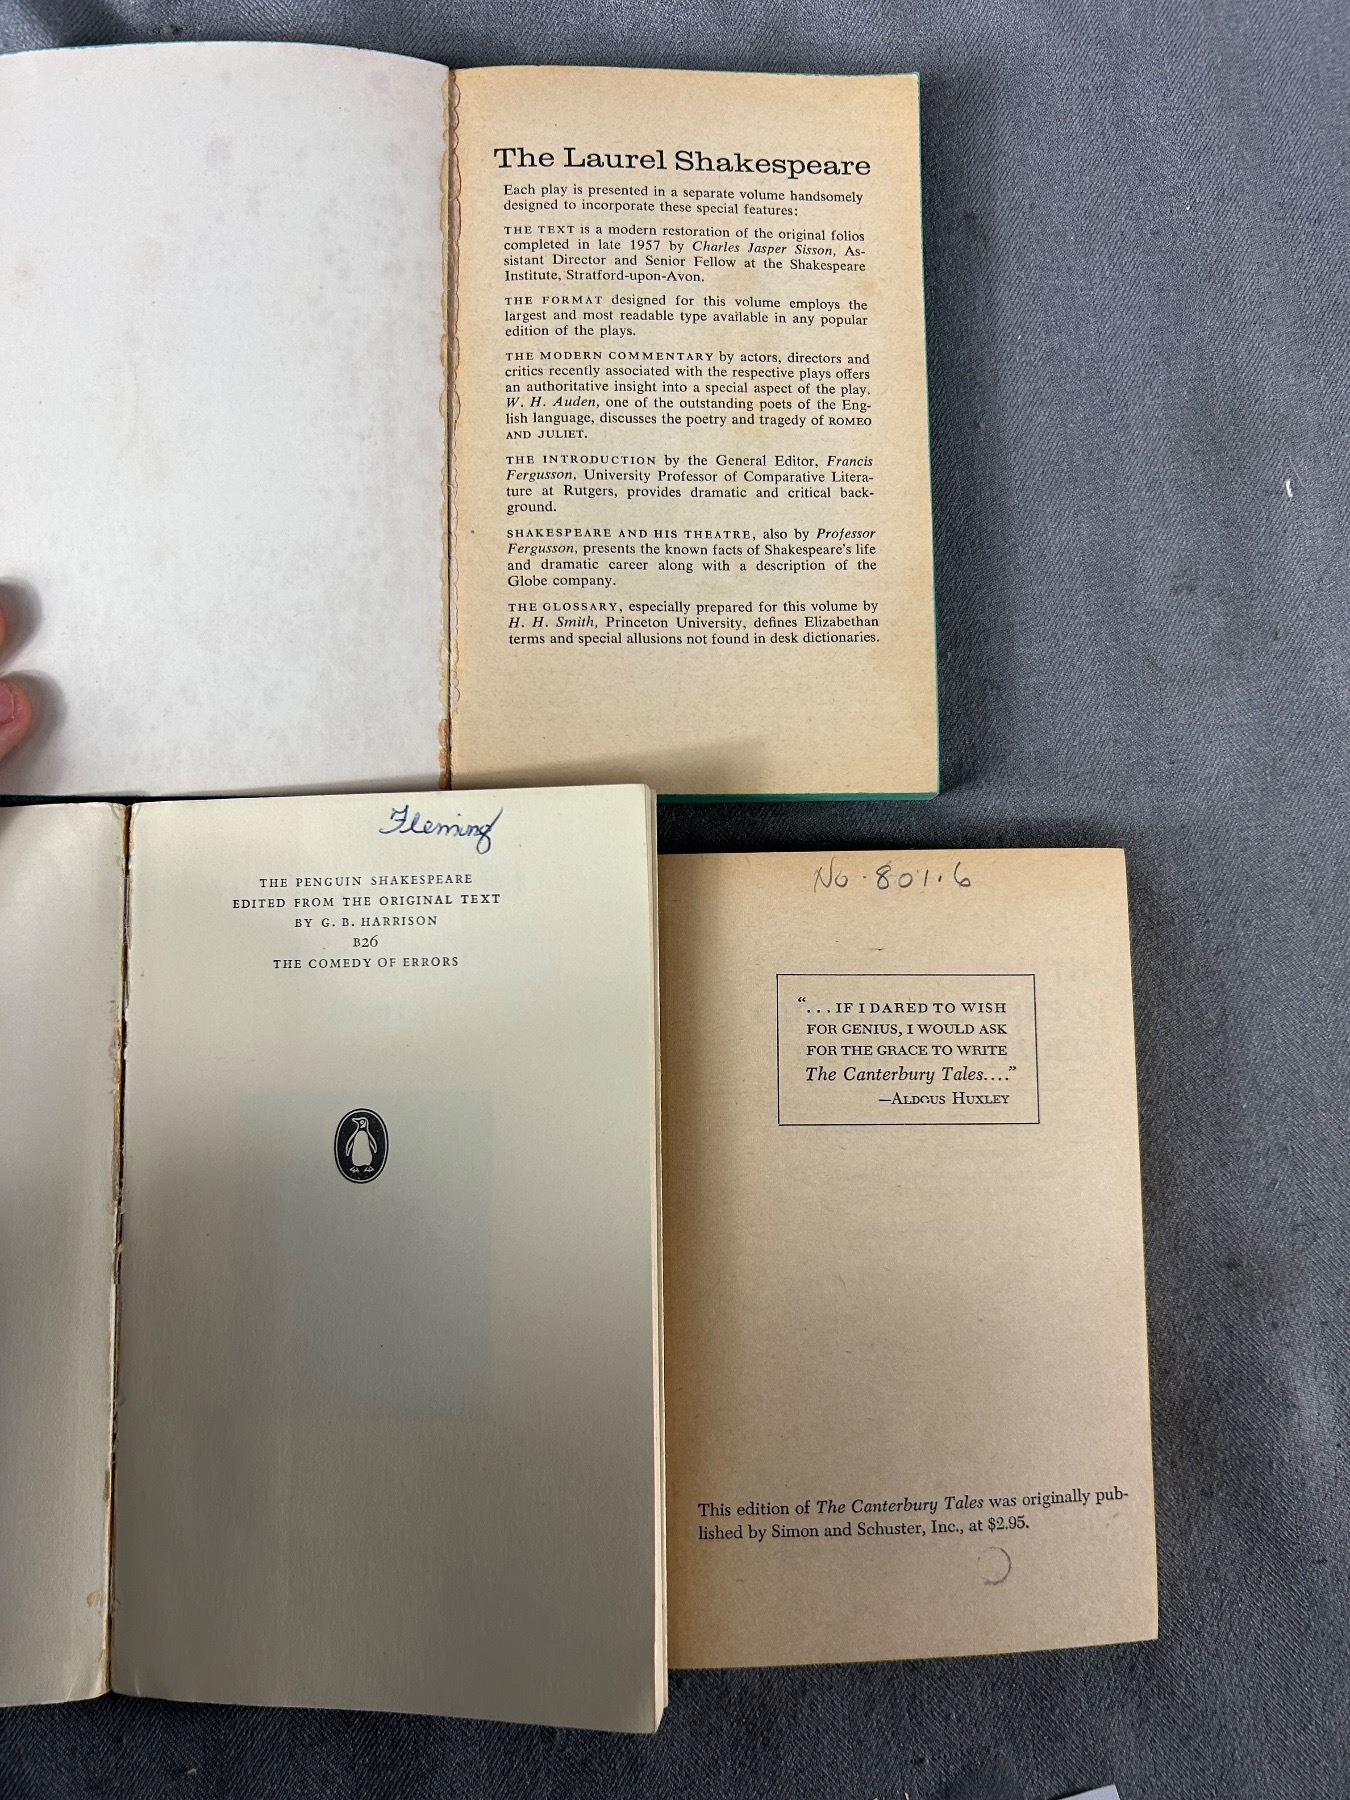 The Laurel Shakespeare
Each play is presented in a separate volume handsomely
designed to incorporate these special features:
THE TEXT is a modern restoration of the original folios
completed in late 1957 by Charles Jasper Sisson, As-
sistant Director and Senior Fellow at the Shakespeare
Institute, Stratford-upon-Avon.
THE FORMAT designed for this volume employs the
largest and most readable type available in any popular
edition of the plays.
THE MODERN COMMENTARY by actors, directors and
critics recently associated with the respective plays offers
an authoritative insight into a special aspect of the play.
W. H. Auden, one of the outstanding poets of the Eng-
lish language, discusses the poetry and tragedy of ROMEO
AND JULIET.
THE INTRODUCTION by the General Editor, Francis
Fergusson, University Professor of Comparative Litera-
ture at Rutgers, provides dramatic and critical back-
ground.
SHAKESPEARE AND HIS THEATRE, also by Professor
Fergusson, presents the known facts of Shakespeare's life
and dramatic career along with a description of the
Globe company.
THE GLOSSARY, especially prepared for this volume by
H. H. Smith, Princeton University, defines Elizabethan
terms and special allusions not found in desk dictionaries.
Fleming
THE PENGUIN SHAKESPEARE
EDITED FROM THE ORIGINAL TEXT
BY G. B. HARRISON
B26
THE COMEDY OF ERRORS
No. 801.6
"... IF I DARED TO WISH
FOR GENIUS, I WOULD ASK
FOR THE GRACE TO WRITE
The Canterbury Tales...."
—ALDOUS HUXLEY
This edition of The Canterbury Tales was originally pub-
lished by Simon and Schuster, Inc., at $2.95.